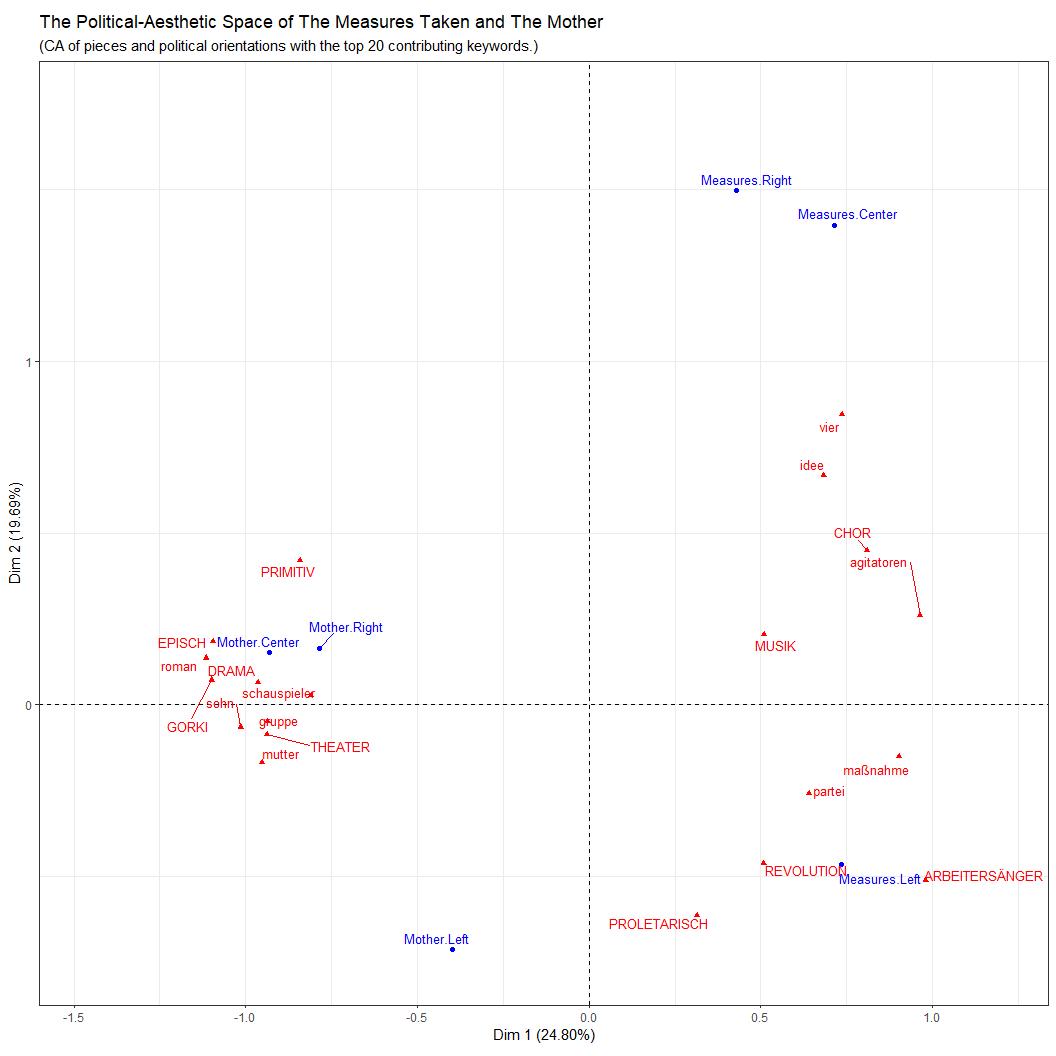 The Political-Aesthetic Space of The Measures Taken and The Mother
(CA of pieces and political orientations with the top 20 contributing keywords.)
Measures.Right
Measures.Center
vier
idee
CHOR
agitatoren
PRIMITIV
Mother.Right
EPISCH
Mother.Center
MUSIK
roman
DRAMA
schauspieler
sohn
gruppe
GORKI
THEATER
mutter
maßnahme
partei
REVOLUTION
Measures.Left
ARBEITERSÄNGER
PROLETARISCH
Mother.Left
1
0
Dim 2 (19.69%)
-1.5
-1.0
-0.5
0.0
0.5
1.0
Dim 1 (24.80%)